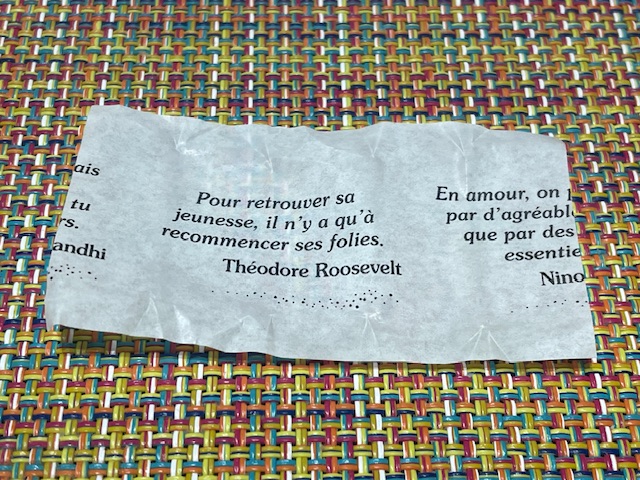 ais
tu
rs.
andhi
Pour retrouver sa
jeunesse, il n'y a qu'à
recommencer ses folies.
Théodore Roosevelt
En amour, on
par d'agréabl
que par des
essentie
Nino